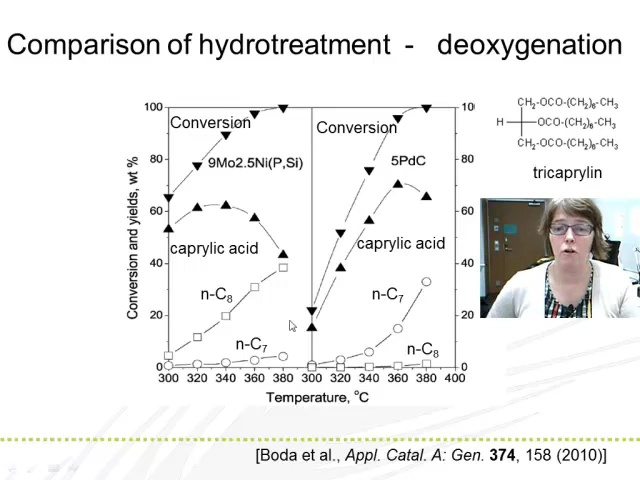 Comparison of hydrotreatment - deoxygenation
100
80
60
40
20
0
Conversion and yields, wt %
Conversion
9Mo2.5Ni(P,Si)
caprylic acid
n-C8
n-C7
300
320
340
360
380
Conversion
5PdC
caprylic acid
n-C7
n-C8
300
320
340
360
380
400
10
80
60
40
20
0
Temperature, °C
CH2-OCO-(CH2)6-CH3
H
OCO-(CH2)6-CH3
CH2-OCO-(CH2)6-CH3
tricaprylin
[Boda et al., Appl. Catal. A: Gen. 374, 158 (2010)]